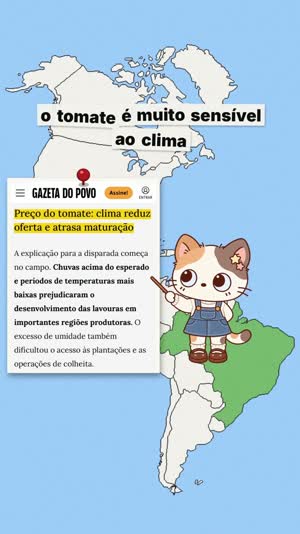 o tomate é muito sensível
ao clima
GAZETA DO POVO
Assine!
ENTRAR
Preço do tomate: clima reduz
oferta e atrasa maturação
A explicação para a disparada começa
no campo. Chuvas acima do esperado
e períodos de temperaturas mais
baixas prejudicaram o
desenvolvimento das lavouras em
importantes regiões produtoras. O
excesso de umidade também
dificultou o acesso às plantações e as
operações de colheita.